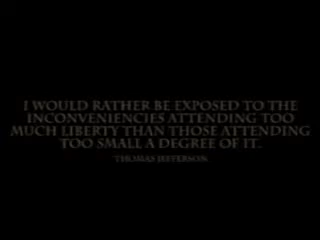 I WOULD RATHER BE EXPOSED TO THE
INCONVENIENCIES ATTENDING TOO
MUCH LIBERTY THAN THOSE ATTENDING
TOO SMALL A DEGREE OF IT.
THOMAS JEFFERSON